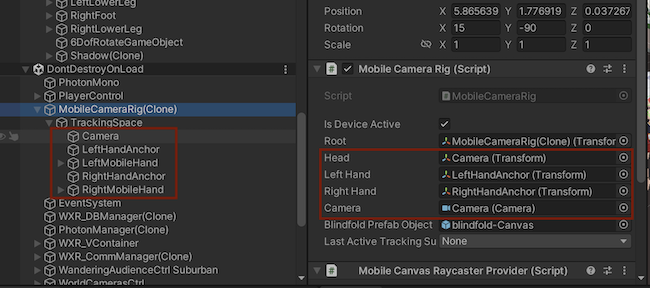 LeftLowerLeg
RightFoot
RightLowerLeg
6DofRotateGameObject
Shadow(Clone)
DontDestroyOnLoad
PhotonMono
PlayerControl
MobileCameraRig(Clone)
TrackingSpace
Camera
LeftHandAnchor
LeftMobileHand
RightHandAnchor
RightMobileHand
EventSystem
WXR_DBManager(Clone)
PhotonManager(Clone)
WXR_VContainer
WXR_CommManager(Clone)
WanderingAudienceCtrl Suburban
WorldCamerasCtrl
Position X 5.865639 Y 1.776919 Z 0.037267
Rotation X 15 Y -90 Z 0
Scale X 1 Y 1 Z 1
Mobile Camera Rig (Script)
Script MobileCameraRig
Is Device Active
Root MobileCameraRig(Clone) (Transfor
Head Camera (Transform)
Left Hand LeftHandAnchor (Transform)
Right Hand RightHandAnchor (Transform)
Camera Camera (Camera)
Blindfold Prefab Object blindfold-Canvas
Last Active Tracking Su None
Mobile Canvas Raycaster Provider (Script)